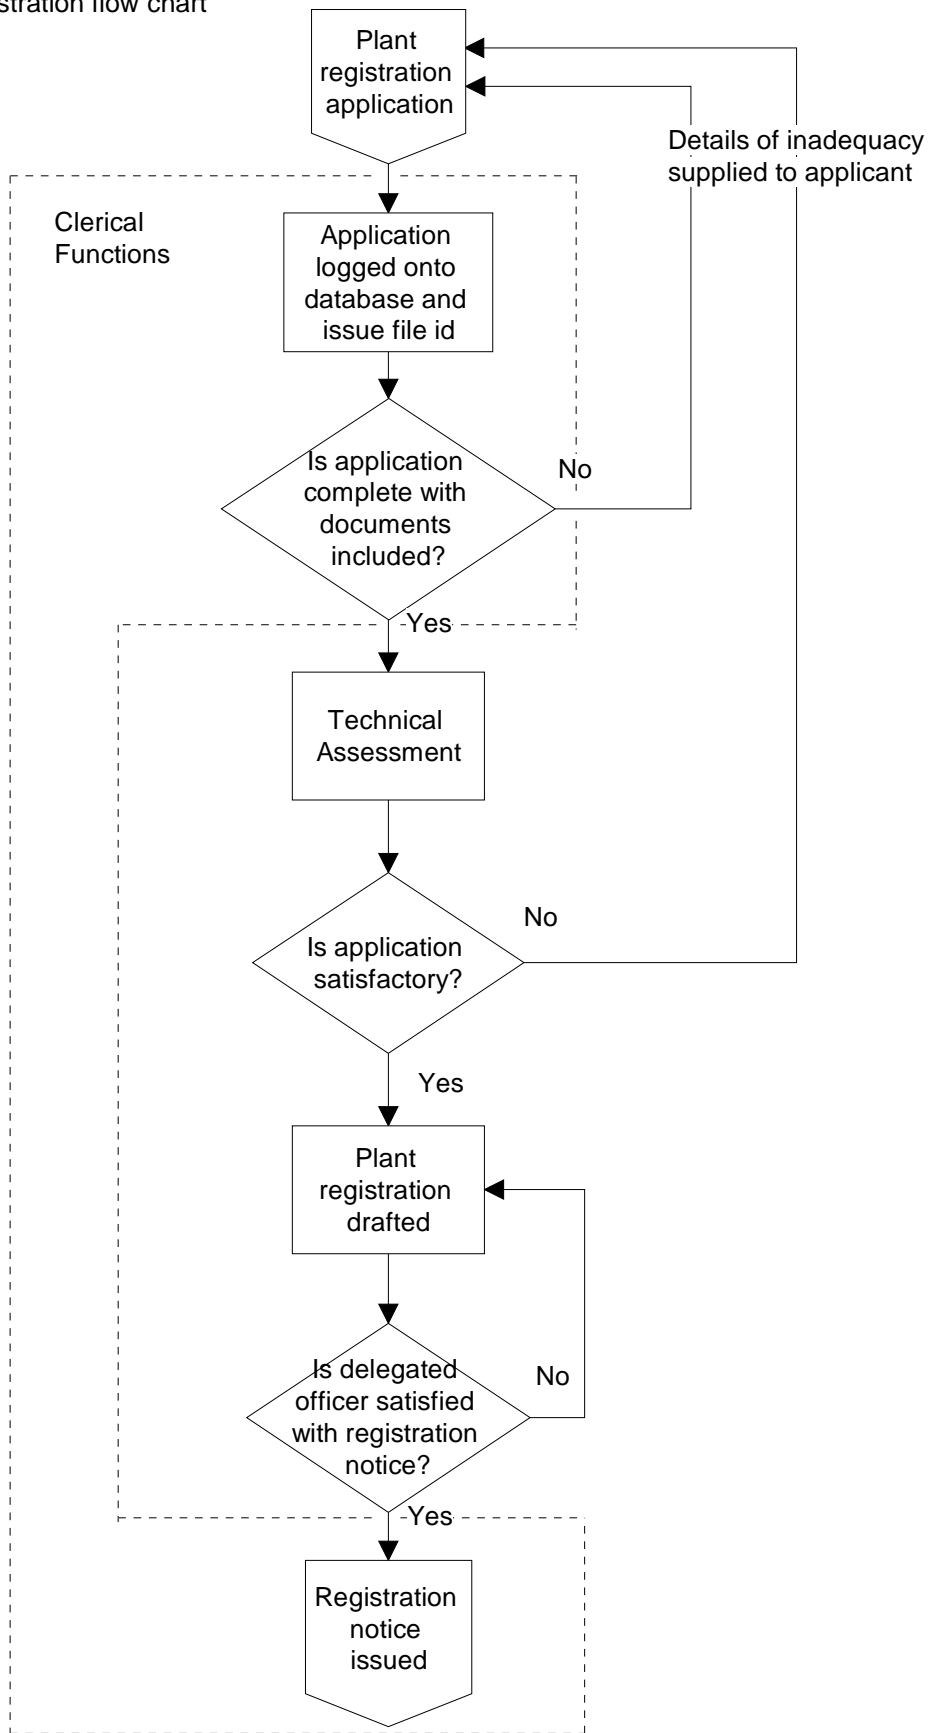 stration flow chart
Plant
registration
application
Details of inadequacy
supplied to applicant
Clerical
Functions
Application
logged onto
database and
issue file id
Is application
complete with
documents
included?
No
Yes
Technical
Assessment
Is application
satisfactory?
No
Yes
Plant
registration
drafted
Is delegated
officer satisfied
with registration
notice?
No
Yes
Registration
notice
issued